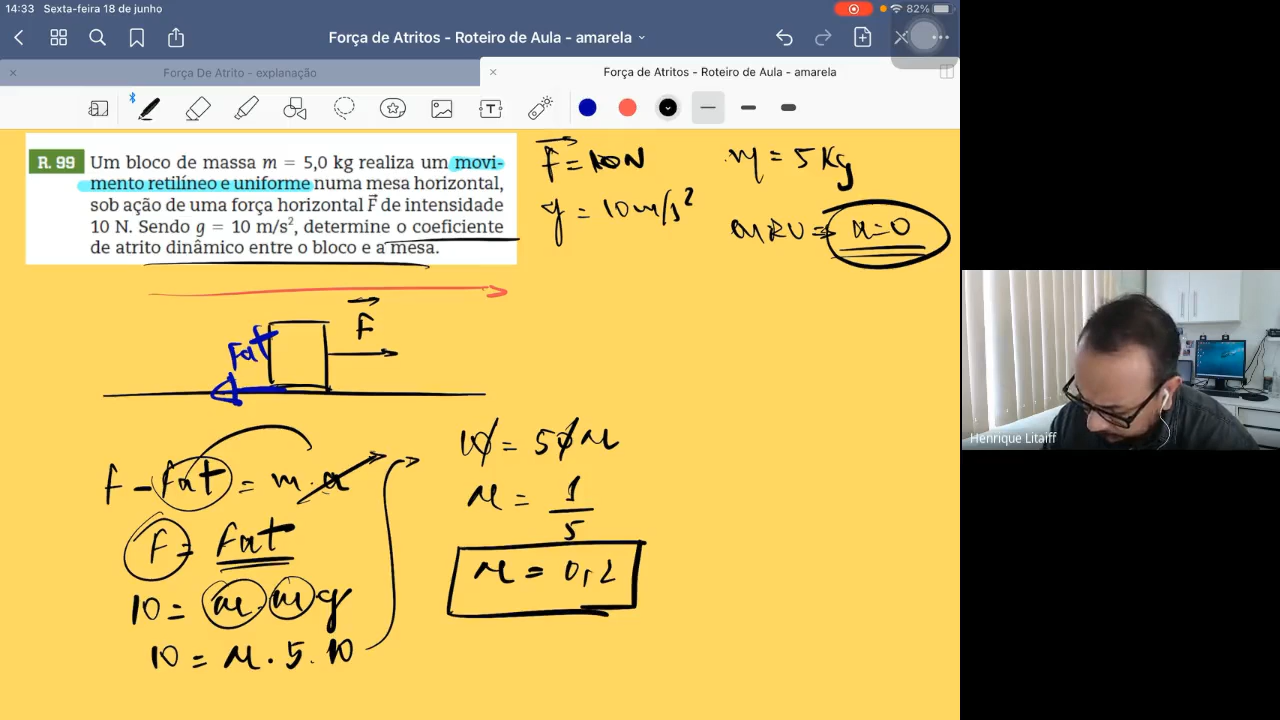 14:33 Sexta-feira 18 de junho
82%
Força de Atritos - Roteiro de Aula - amarela
Força De Atrito - explanação
Força de Atritos - Roteiro de Aula - amarela
R. 99 Um bloco de massa m = 5,0 kg realiza um movi-
mento retilíneo e uniforme numa mesa horizontal,
sob ação de uma força horizontal F⃗ de intensidade
10 N. Sendo g = 10 m/s², determine o coeficiente
de atrito dinâmico entre o bloco e a mesa.
F⃗ = 10N
g = 10 m/s²
m = 5 Kg
MRU ⇒ a=0
F⃗
Fat
F - Fat = m . a
F = Fat
10 = μ . m g
10 = μ . 5 . 10
10 = 50 μ
μ = 1/5
μ = 0,2
Henrique Litaiff